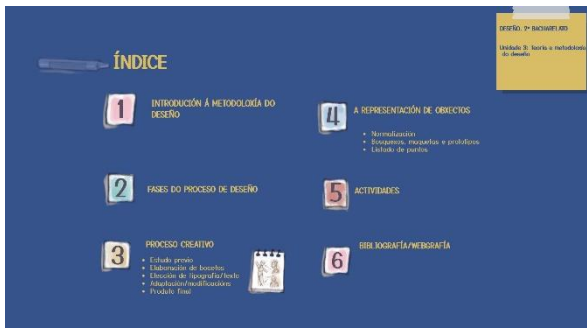 DESEÑO. 2º BACHARELATO
Unidade 3: Teoría e metodoloxía
do deseño
ÍNDICE
1
INTRODUCIÓN Á METODOLOXÍA DO
DESEÑO
2
FASES DO PROCESO DE DESEÑO
3
PROCESO CREATIVO
• Estudo previo
• Elaboración de bocetos
• Elección de tipografía/texto
• Adaptación/modificacións
• Produto final
4
A REPRESENTACIÓN DE OBXECTOS
• Normalización
• Bosquexos, maquetas e prototipos
• Listado de puntos
5
ACTIVIDADES
6
BIBLIOGRAFÍA/WEBGRAFÍA